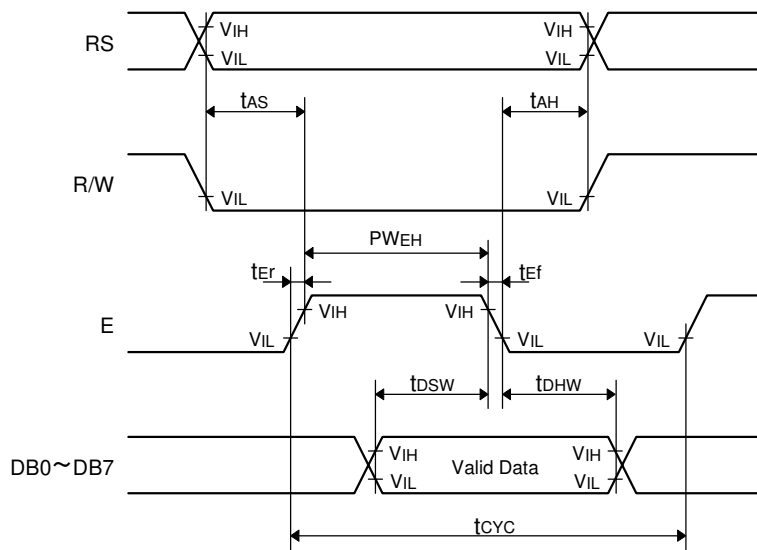 RS
VIH
VIH
VIL
VIL
tAS
tAH
R/W
VIL
VIL
PWEH
tEr
tEf
E
VIH
VIH
VIL
VIL
VIL
tDSW
tDHW
DB0～DB7
VIH
Valid Data
VIH
VIL
VIL
tCYC